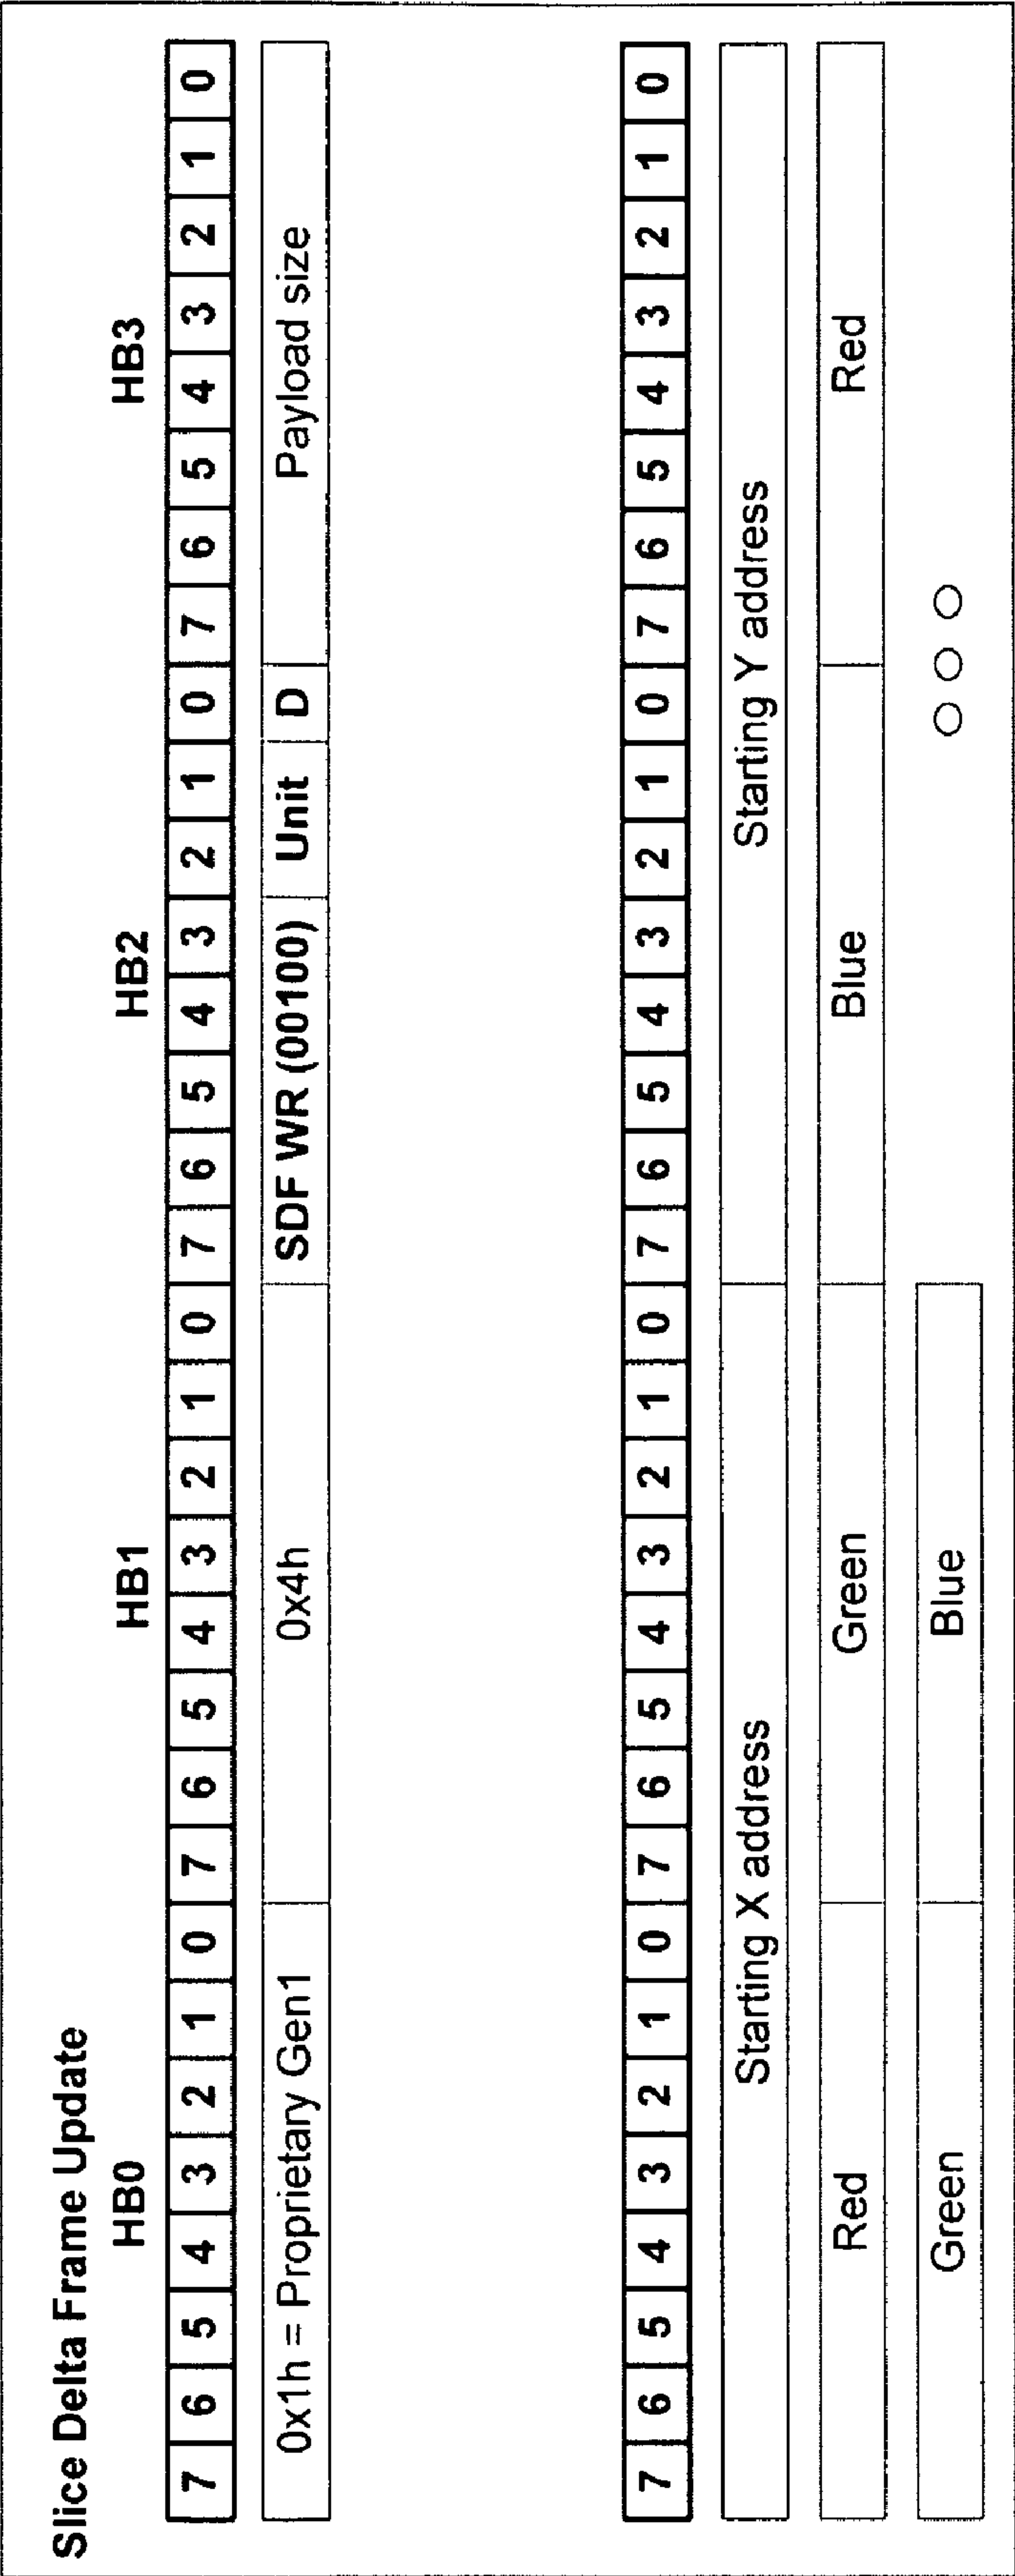 Slice Delta Frame Update
HB0 HB1 HB2 HB3
7 6 5 4 3 2 1 0 7 6 5 4 3 2 1 0 7 6 5 4 3 2 1 0 7 6 5 4 3 2 1 0
0x1h = Proprietary Gen1 0x4h SDF WR (00100) Unit D Payload size
7 6 5 4 3 2 1 0 7 6 5 4 3 2 1 0 7 6 5 4 3 2 1 0 7 6 5 4 3 2 1 0
Starting X address Starting Y address
Red Green Blue Red
Green Blue